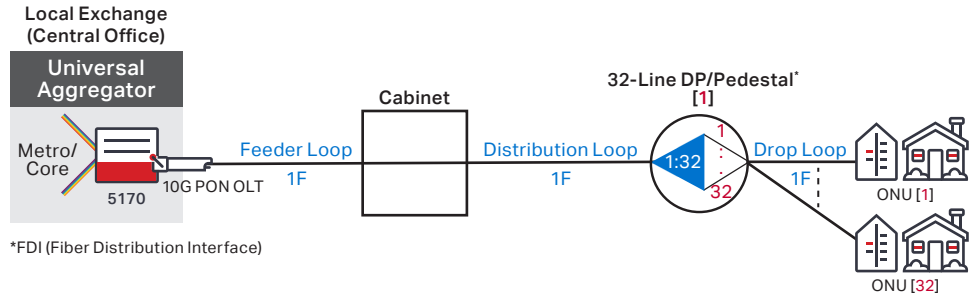 Local Exchange
(Central Office)
Universal
Aggregator
Metro/
Core
5170
10G PON OLT
Feeder Loop
1F
Cabinet
Distribution Loop
1F
32-Line DP/Pedestal*
[1]
1:32
1
:
32
Drop Loop
1F
ONU [1]
ONU [32]
*FDI (Fiber Distribution Interface)